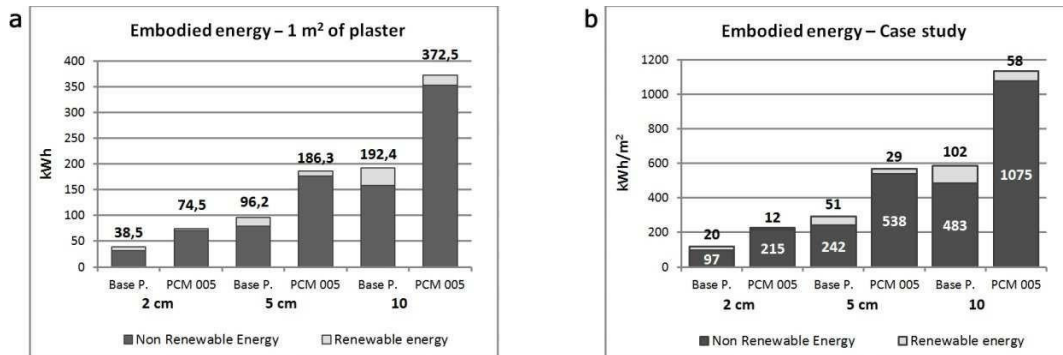 a
Embodied energy – 1 m² of plaster
kWh
400
350
300
250
200
150
100
50
0
38,5
74,5
96,2
186,3
192,4
372,5
Base P. PCM 005 Base P. PCM 005 Base P. PCM 005
2 cm 5 cm 10
Non Renewable Energy Renewable energy
b
Embodied energy – Case study
kWh/m²
1200
1000
800
600
400
200
0
20
97
12
215
51
242
29
538
102
483
58
1075
Base P. PCM 005 Base P. PCM 005 Base P. PCM 005
2 cm 5 cm 10
Non Renewable Energy Renewable energy